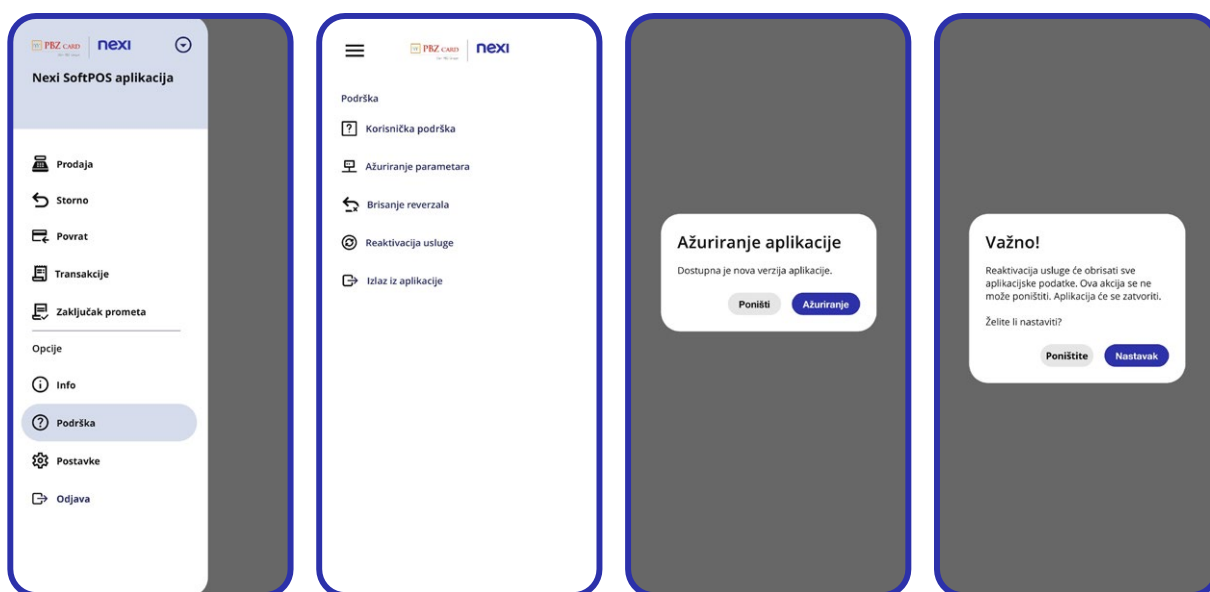 PBZ CARD nexi
Nexi SoftPOS aplikacija
Prodaja
Storno
Povrat
Transakcije
Zaključak prometa
Opcije
Info
Podrška
Postavke
Odjava
PBZ CARD nexi
Podrška
Korisnička podrška
Ažuriranje parametara
Brisanje reverzala
Reaktivacija usluge
Izlaz iz aplikacije
Ažuriranje aplikacije
Dostupna je nova verzija aplikacije.
Poništi Ažuriranje
Važno!
Reaktivacija usluge će obrisati sve
aplikacijske podatke. Ova akcija se ne
može poništiti. Aplikacija će se zatvoriti.
Želite li nastaviti?
Poništite Nastavak